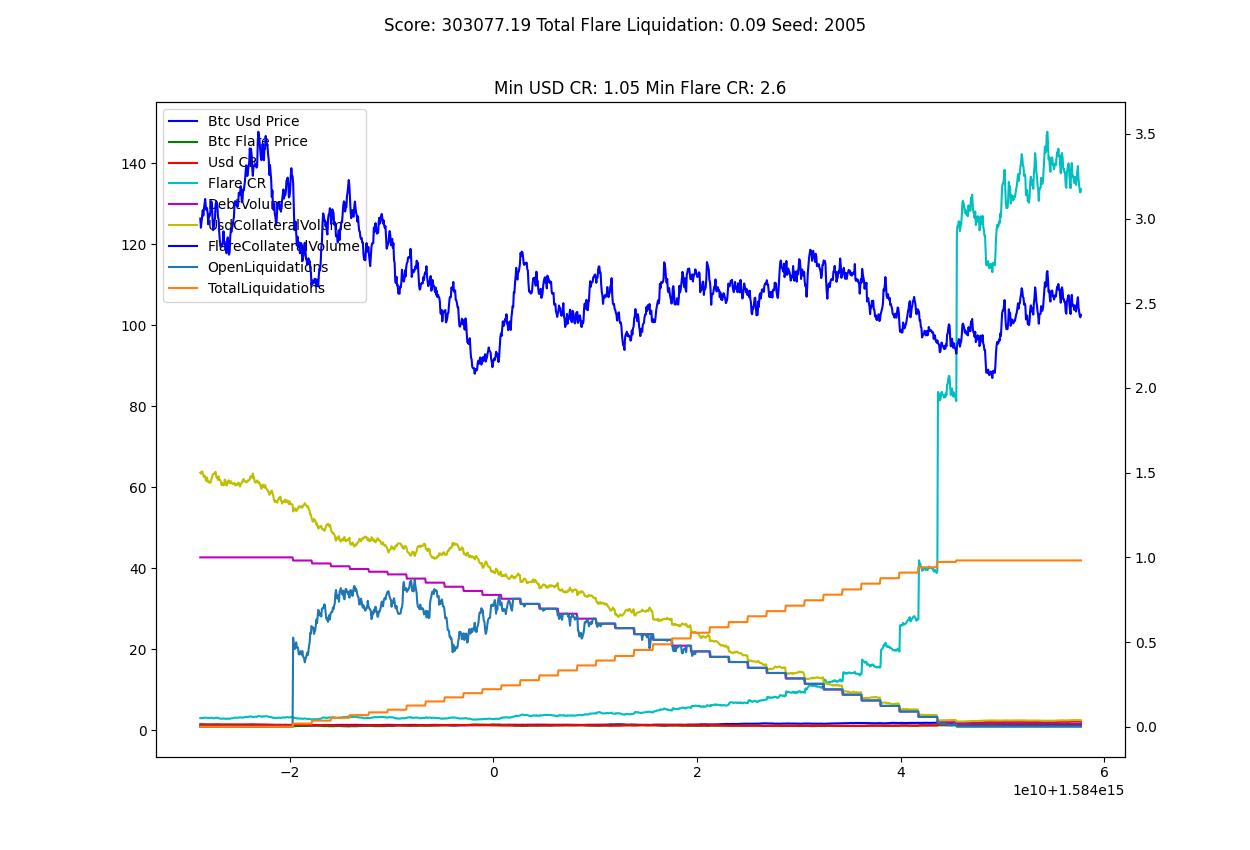 Score: 303077.19 Total Flare Liquidation: 0.09 Seed: 2005
Min USD CR: 1.05 Min Flare CR: 2.6
Btc Usd Price
Btc Flare Price
Usd CR
Flare CR
DebtVolume
UsdCollateralVolume
FlareCollateralVolume
OpenLiquidations
TotalLiquidations
140
120
100
80
60
40
20
0
3.5
3.0
2.5
2.0
1.5
1.0
0.5
0.0
−2 0 2 4 6
1e10+1.584e15